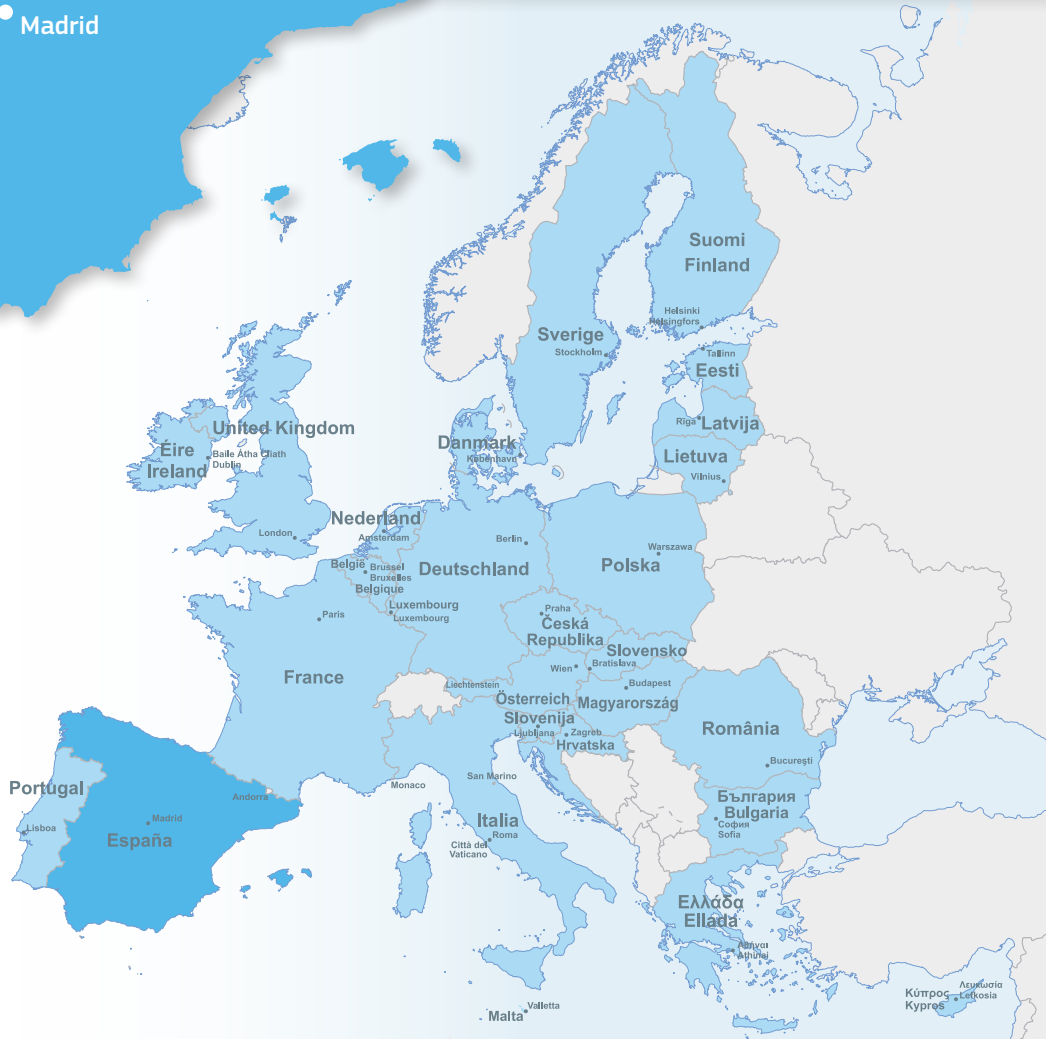 Madrid
Suomi
Finland
Helsinki
Helsingfors
Sverige
Stockholm
Tallinn
Eesti
Rīga
Latvija
United Kingdom
Éire
Ireland
Baile Átha Cliath
Dublin
Danmark
København
Lietuva
Vilnius
London
Nederland
Amsterdam
Berlin
Warszawa
België
Brussel
Bruxelles
Belgique
Deutschland
Polska
Luxembourg
Luxembourg
Paris
Praha
Česká
Republika
Slovensko
Bratislava
Wien
France
Liechtenstein
Österreich
Budapest
Magyarország
Slovenija
Ljubljana
Zagreb
Hrvatska
România
București
Portugal
Lisboa
Andorra
Monaco
San Marino
Madrid
España
Italia
Roma
Città del
Vaticano
България
Bulgaria
София
Sofia
Ελλάδα
Ellada
Αθήναι
Athinai
Κύπρος
Kypros
Λευκωσία
Lefkosia
Malta
Valletta